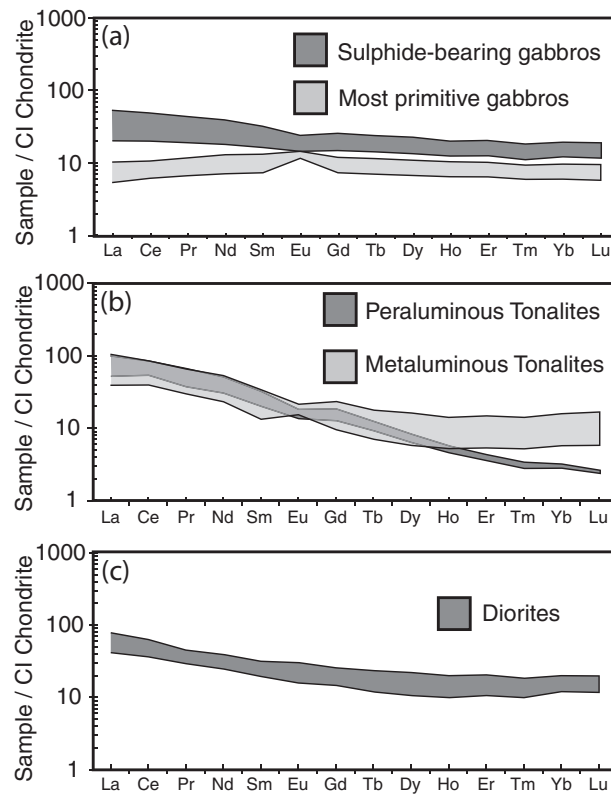 (a)
Sulphide-bearing gabbros
Most primitive gabbros
Sample / CI Chondrite
1000
100
10
1
La Ce Pr Nd Sm Eu Gd Tb Dy Ho Er Tm Yb Lu
(b)
Peraluminous Tonalites
Metaluminous Tonalites
Sample / CI Chondrite
1000
100
10
1
La Ce Pr Nd Sm Eu Gd Tb Dy Ho Er Tm Yb Lu
(c)
Diorites
Sample / CI Chondrite
1000
100
10
1
La Ce Pr Nd Sm Eu Gd Tb Dy Ho Er Tm Yb Lu